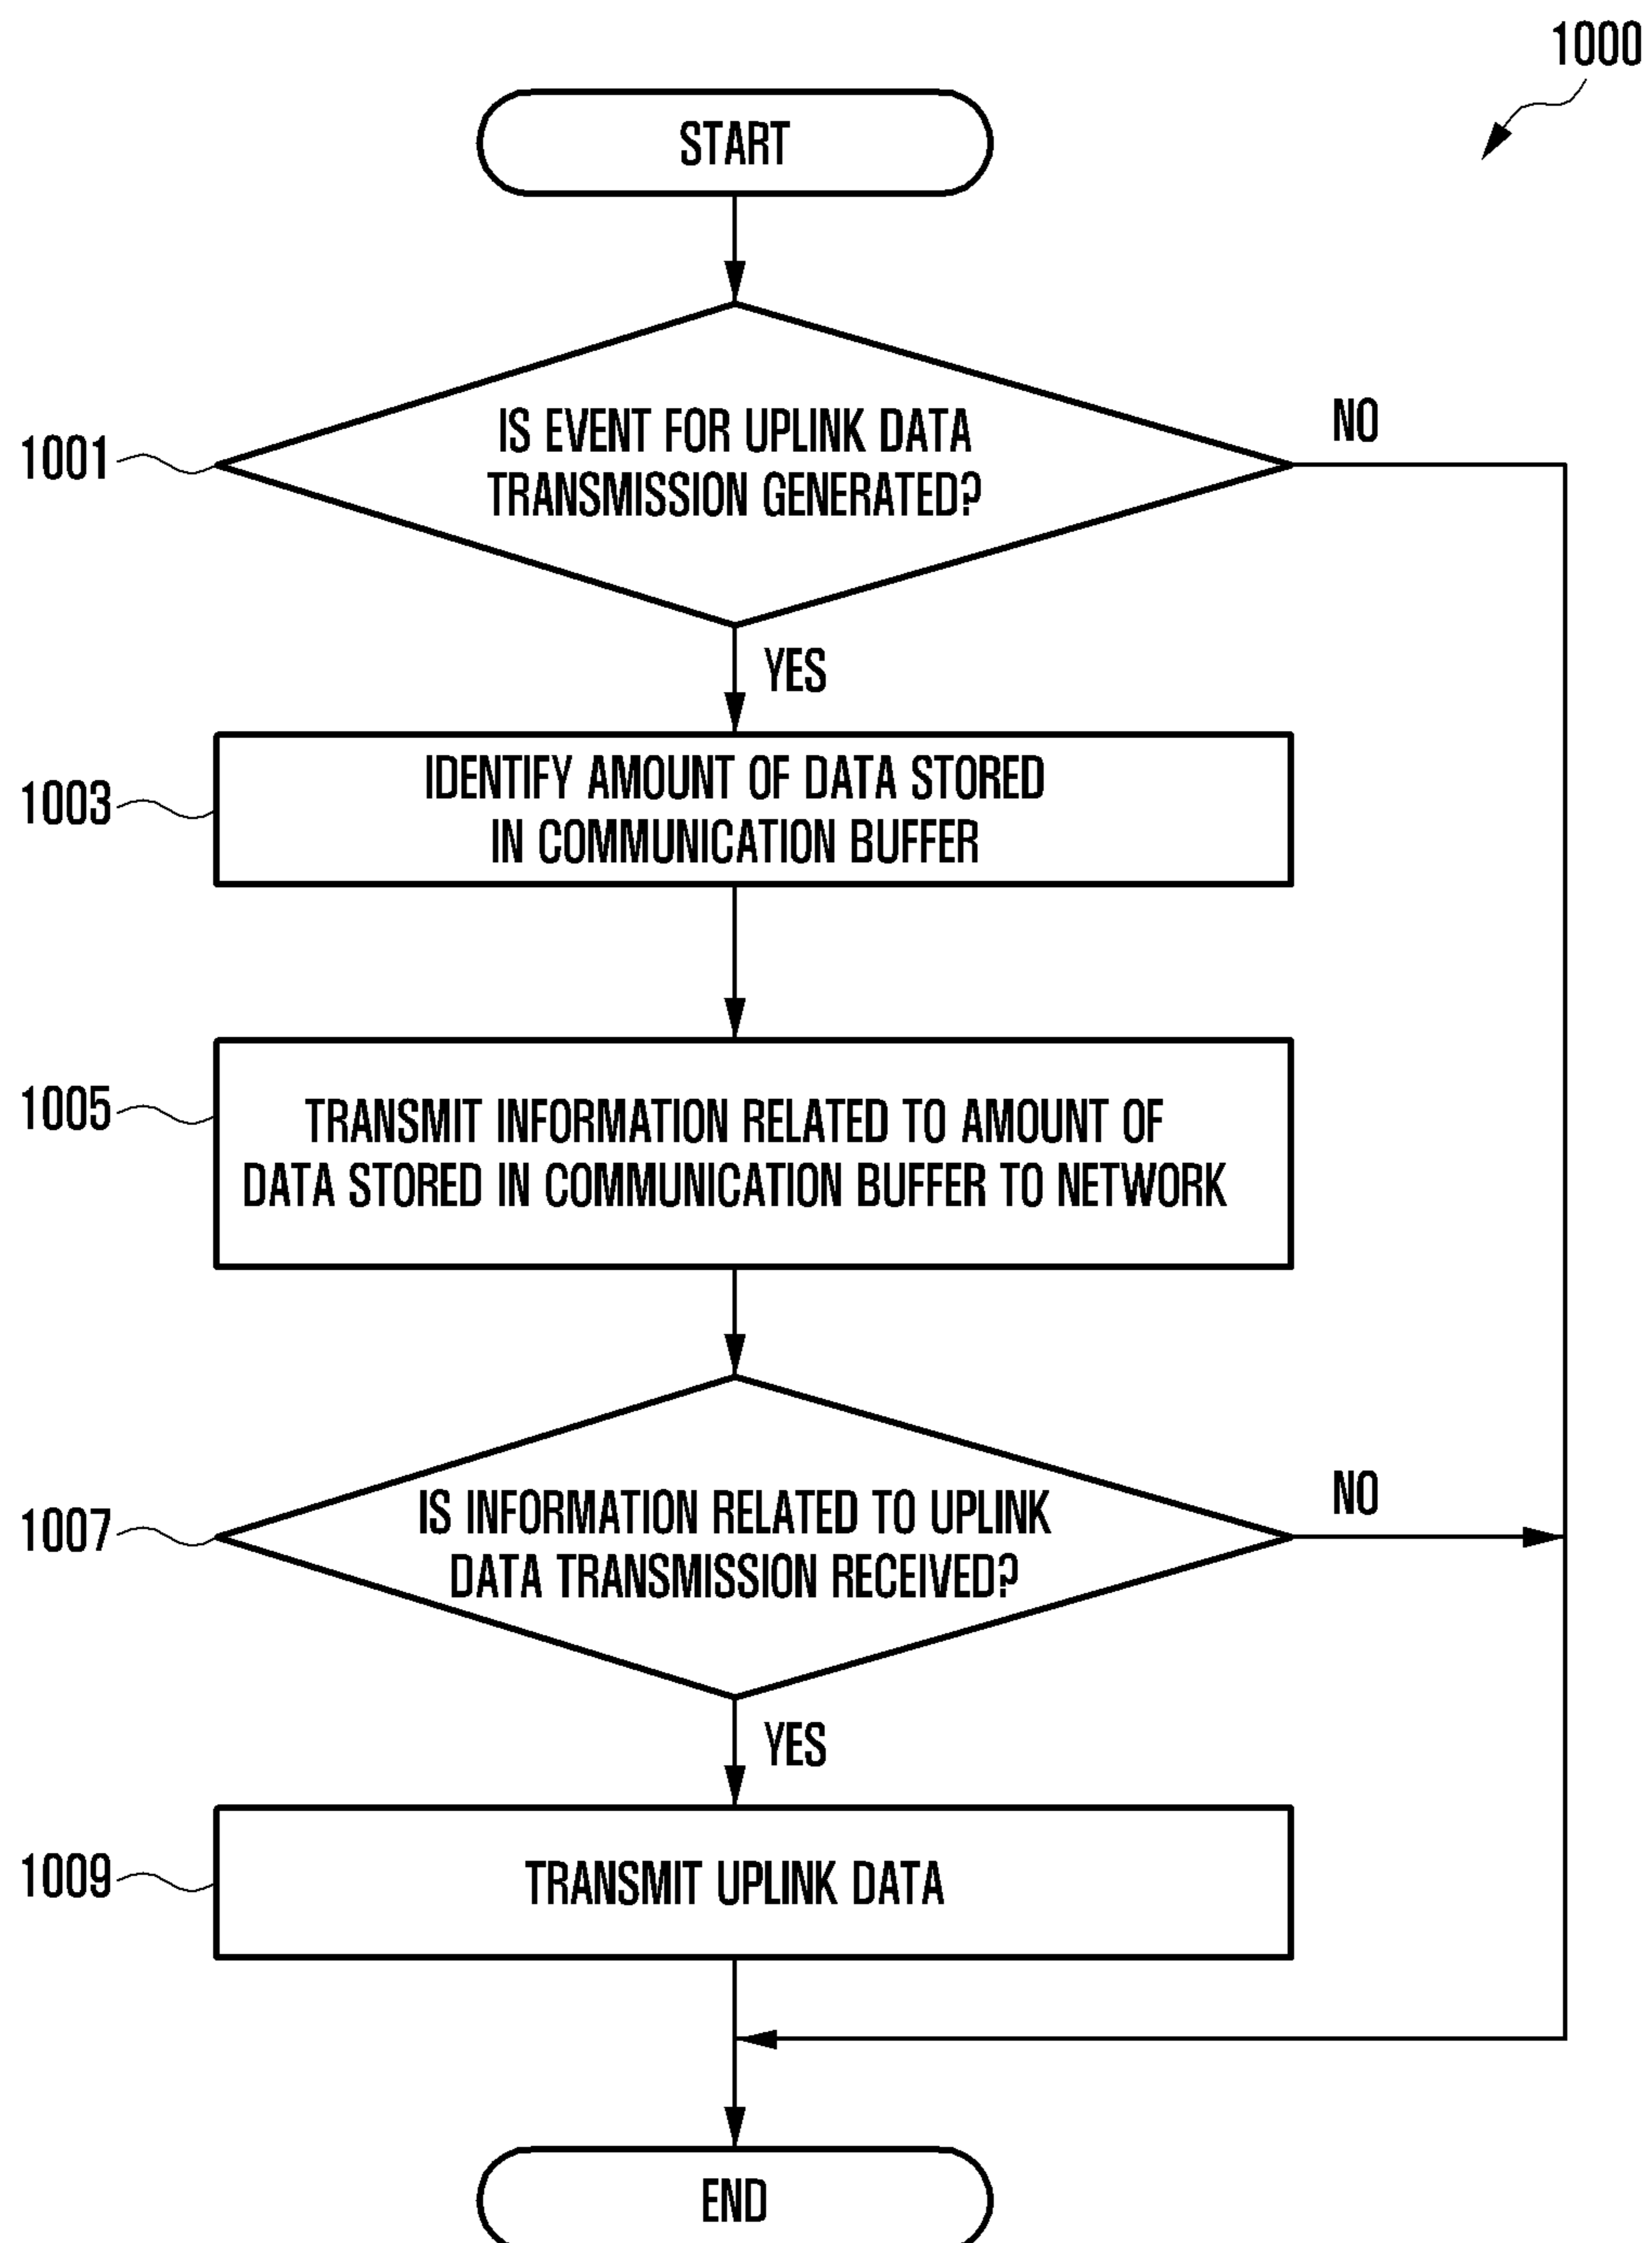 1000
START
1001
IS EVENT FOR UPLINK DATA
TRANSMISSION GENERATED?
NO
YES
1003
IDENTIFY AMOUNT OF DATA STORED
IN COMMUNICATION BUFFER
1005
TRANSMIT INFORMATION RELATED TO AMOUNT OF
DATA STORED IN COMMUNICATION BUFFER TO NETWORK
1007
IS INFORMATION RELATED TO UPLINK
DATA TRANSMISSION RECEIVED?
NO
YES
1009
TRANSMIT UPLINK DATA
END